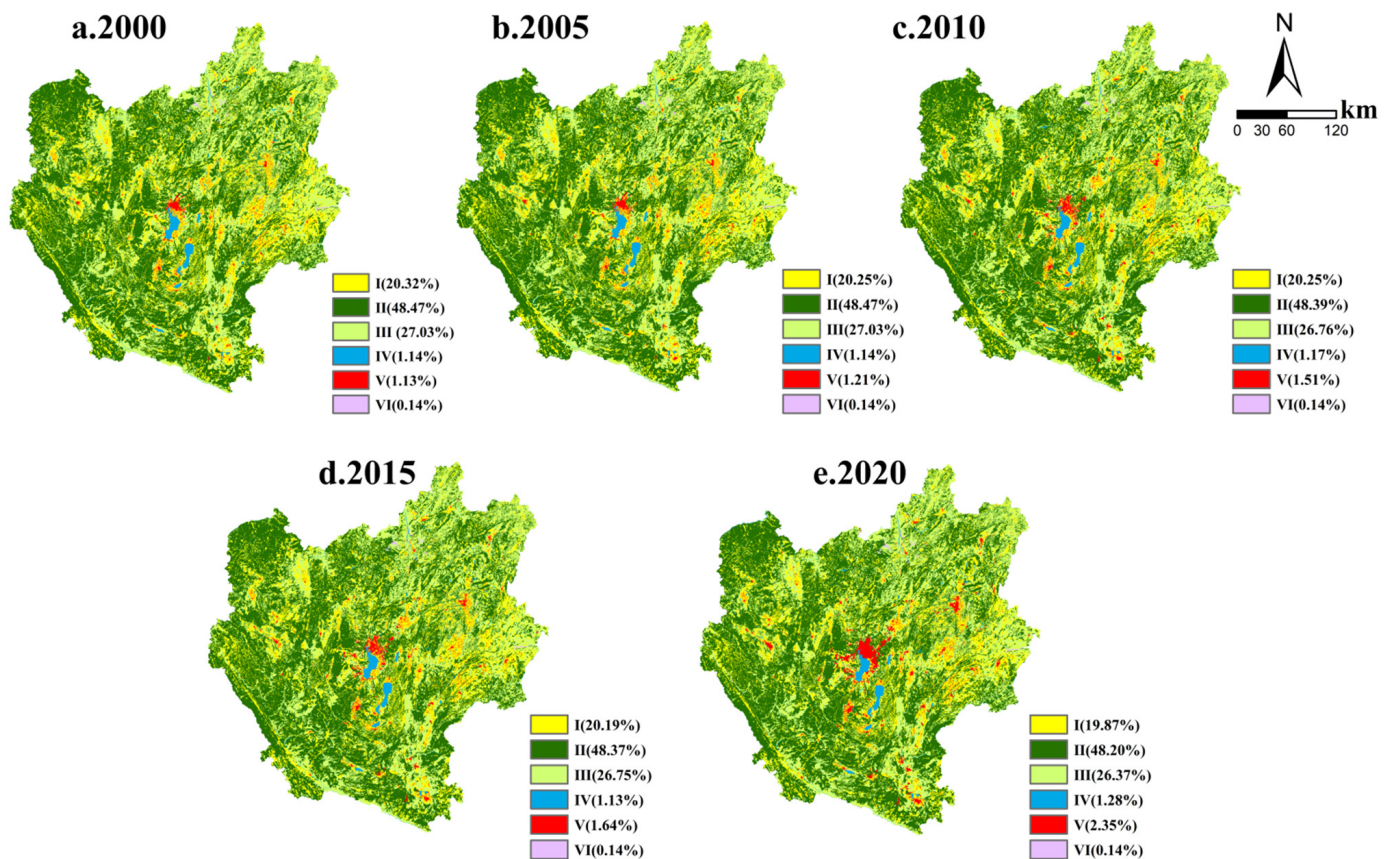 a.2000
b.2005
c.2010
N
km
0 30 60 120
I(20.32%)
II(48.47%)
III (27.03%)
IV(1.14%)
V(1.13%)
VI(0.14%)
I(20.25%)
II(48.47%)
III(27.03%)
IV(1.14%)
V(1.21%)
VI(0.14%)
I(20.25%)
II(48.39%)
III(26.76%)
IV(1.17%)
V(1.51%)
VI(0.14%)
d.2015
e.2020
I(20.19%)
II(48.37%)
III(26.75%)
IV(1.13%)
V(1.64%)
VI(0.14%)
I(19.87%)
II(48.20%)
III(26.37%)
IV(1.28%)
V(2.35%)
VI(0.14%)